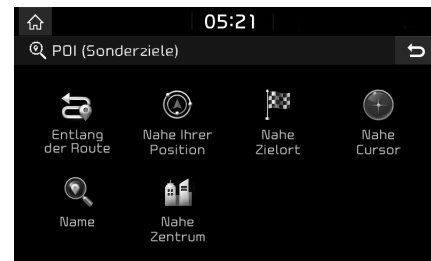 05:21
POI (Sonderziele)
Entlang
der Route
Nahe Ihrer
Position
Nahe
Zielort
Nahe
Cursor
Name
Nahe
Zentrum